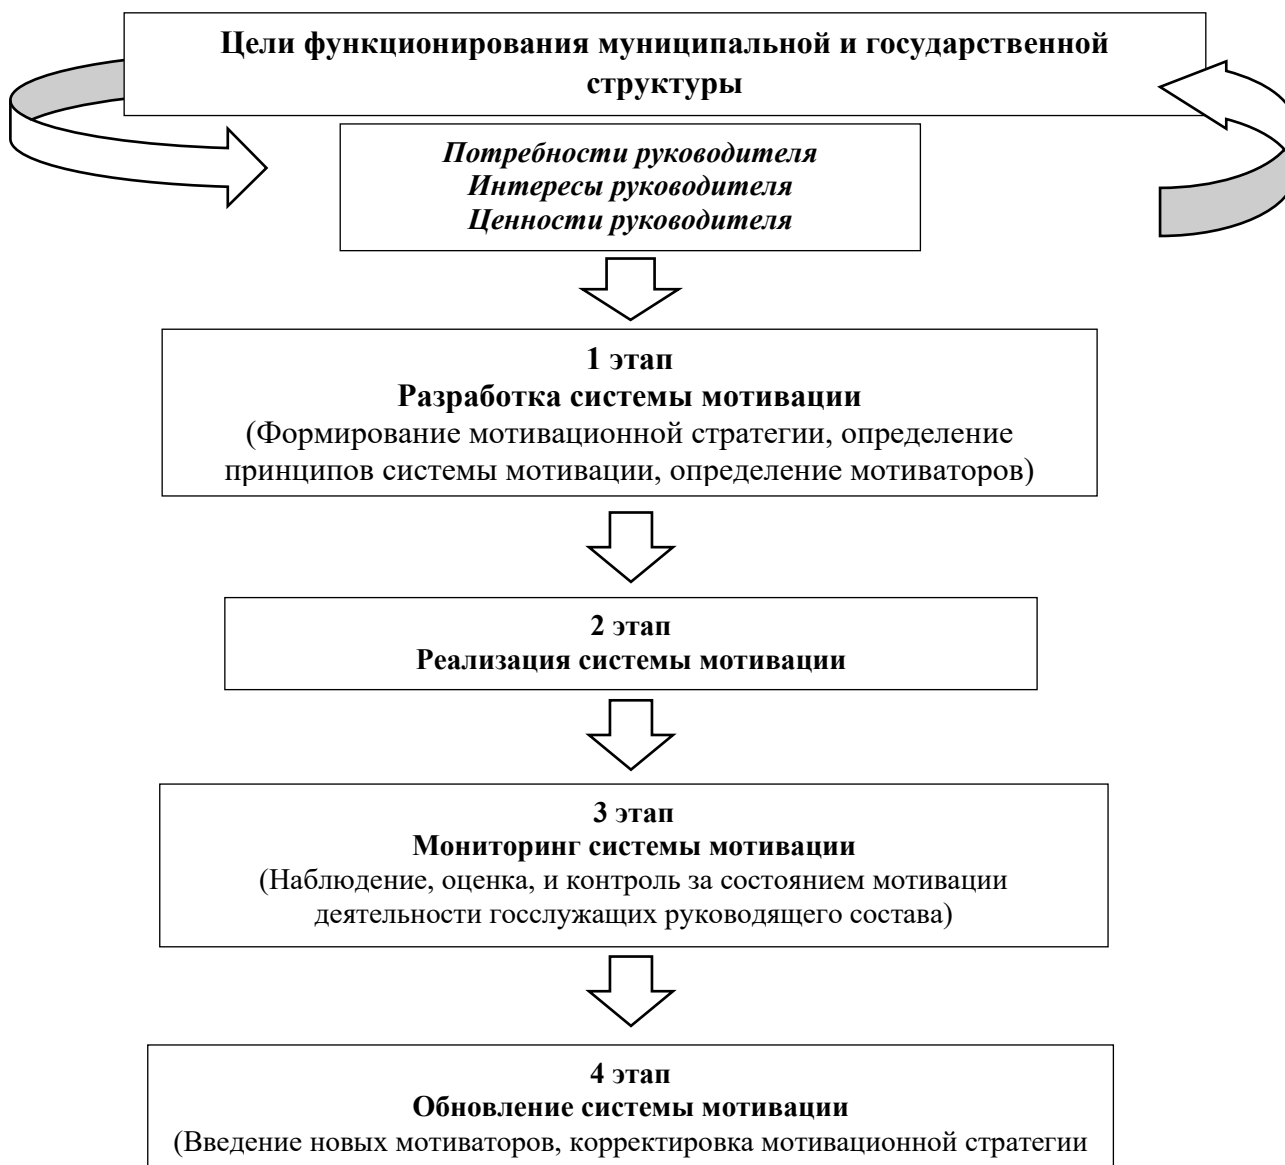 Цели функционирования муниципальной и государственной
структуры
Потребности руководителя
Интересы руководителя
Ценности руководителя
1 этап
Разработка системы мотивации
(Формирование мотивационной стратегии, определение
принципов системы мотивации, определение мотиваторов)
2 этап
Реализация системы мотивации
3 этап
Мониторинг системы мотивации
(Наблюдение, оценка, и контроль за состоянием мотивации
деятельности госслужащих руководящего состава)
4 этап
Обновление системы мотивации
(Введение новых мотиваторов, корректировка мотивационной стратегии